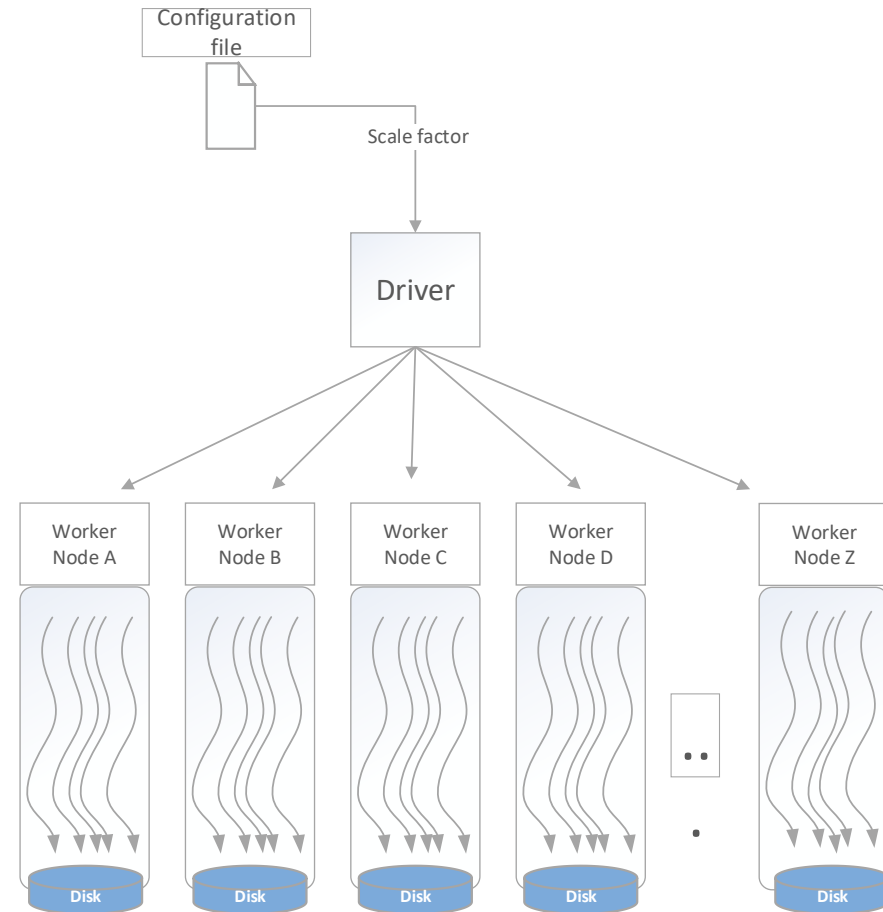 Configuration
file
Scale factor
Driver
Worker
Node A
Worker
Node B
Worker
Node C
Worker
Node D
Worker
Node Z
..
.
Disk
Disk
Disk
Disk
Disk